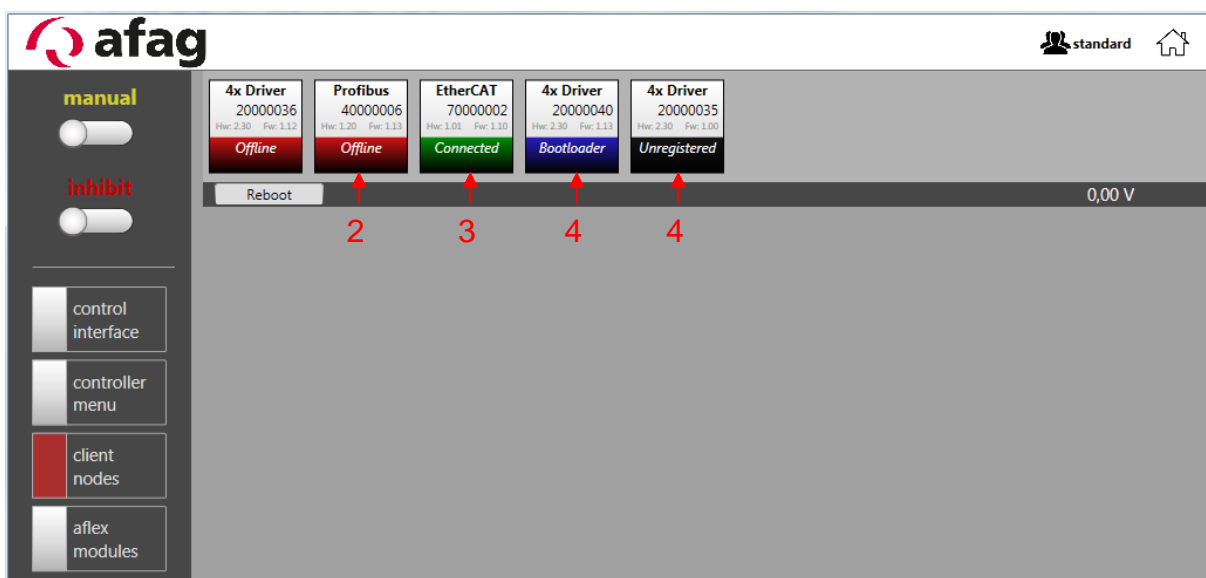 afag
standard
manual
inhibit
control
interface
controller
menu
client
nodes
aflex
modules
4x Driver
20000036
Hw: 2.30 Fw: 1.12
Offline
Profibus
40000006
Hw: 1.20 Fw: 1.13
Offline
EtherCAT
70000002
Hw: 1.01 Fw: 1.10
Connected
4x Driver
20000040
Hw: 2.30 Fw: 1.13
Bootloader
4x Driver
20000035
Hw: 2.30 Fw: 1.00
Unregistered
Reboot
0,00 V
2
3
4
4